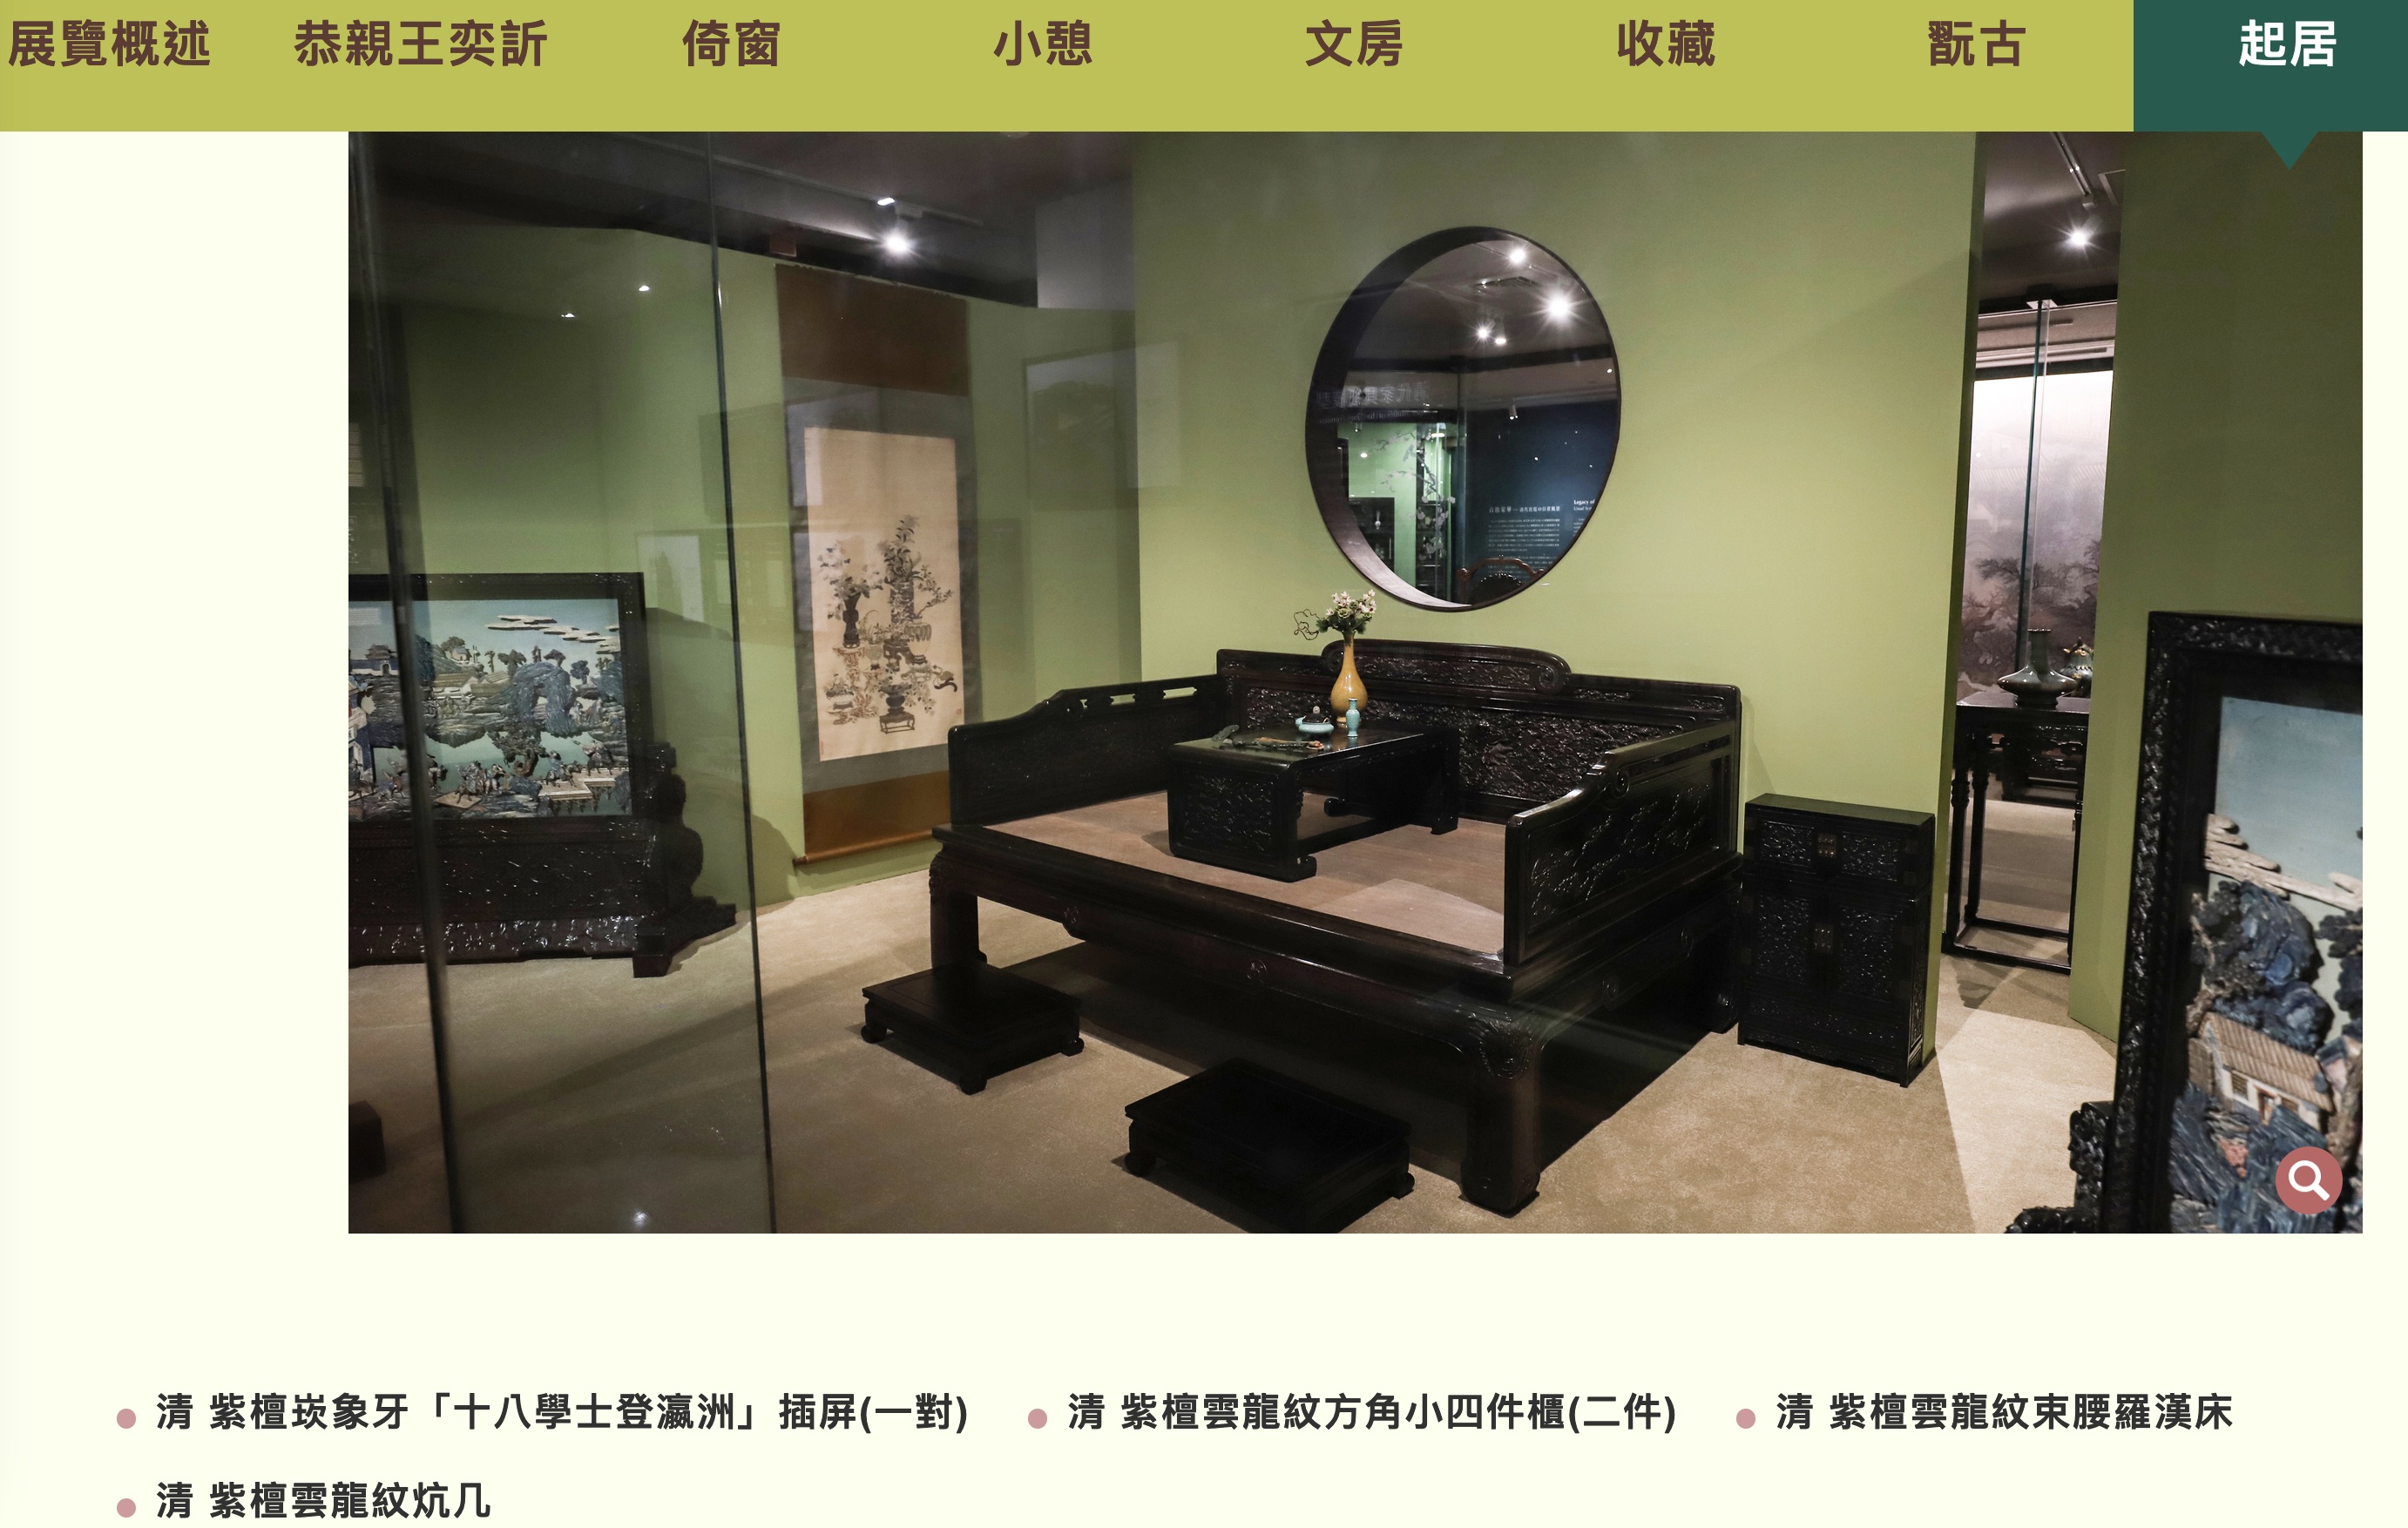 展覽概述 恭親王奕訢 倚窗 小憩 文房 收藏 翫古 起居
清 紫檀崁象牙「十八學士登瀛洲」插屏(一對) 清 紫檀雲龍紋方角小四件櫃(二件) 清 紫檀雲龍紋束腰羅漢床
清 紫檀雲龍紋炕几